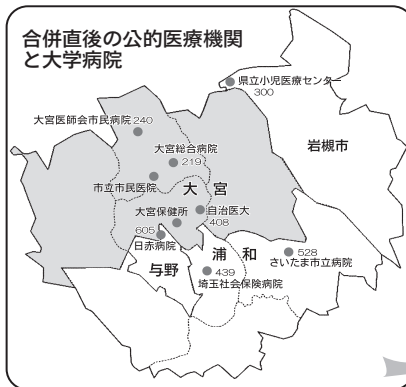 合併直後の公的医療機関
と大学病院
県立小児医療センター
300
大宮医師会市民病院 240
岩槻市
大宮総合病院
219
市立市民医院
大宮
大宮保健所
自治医大
408
605
日赤病院
浦和
528
さいたま市立病院
与野
439
埼玉社会保険病院